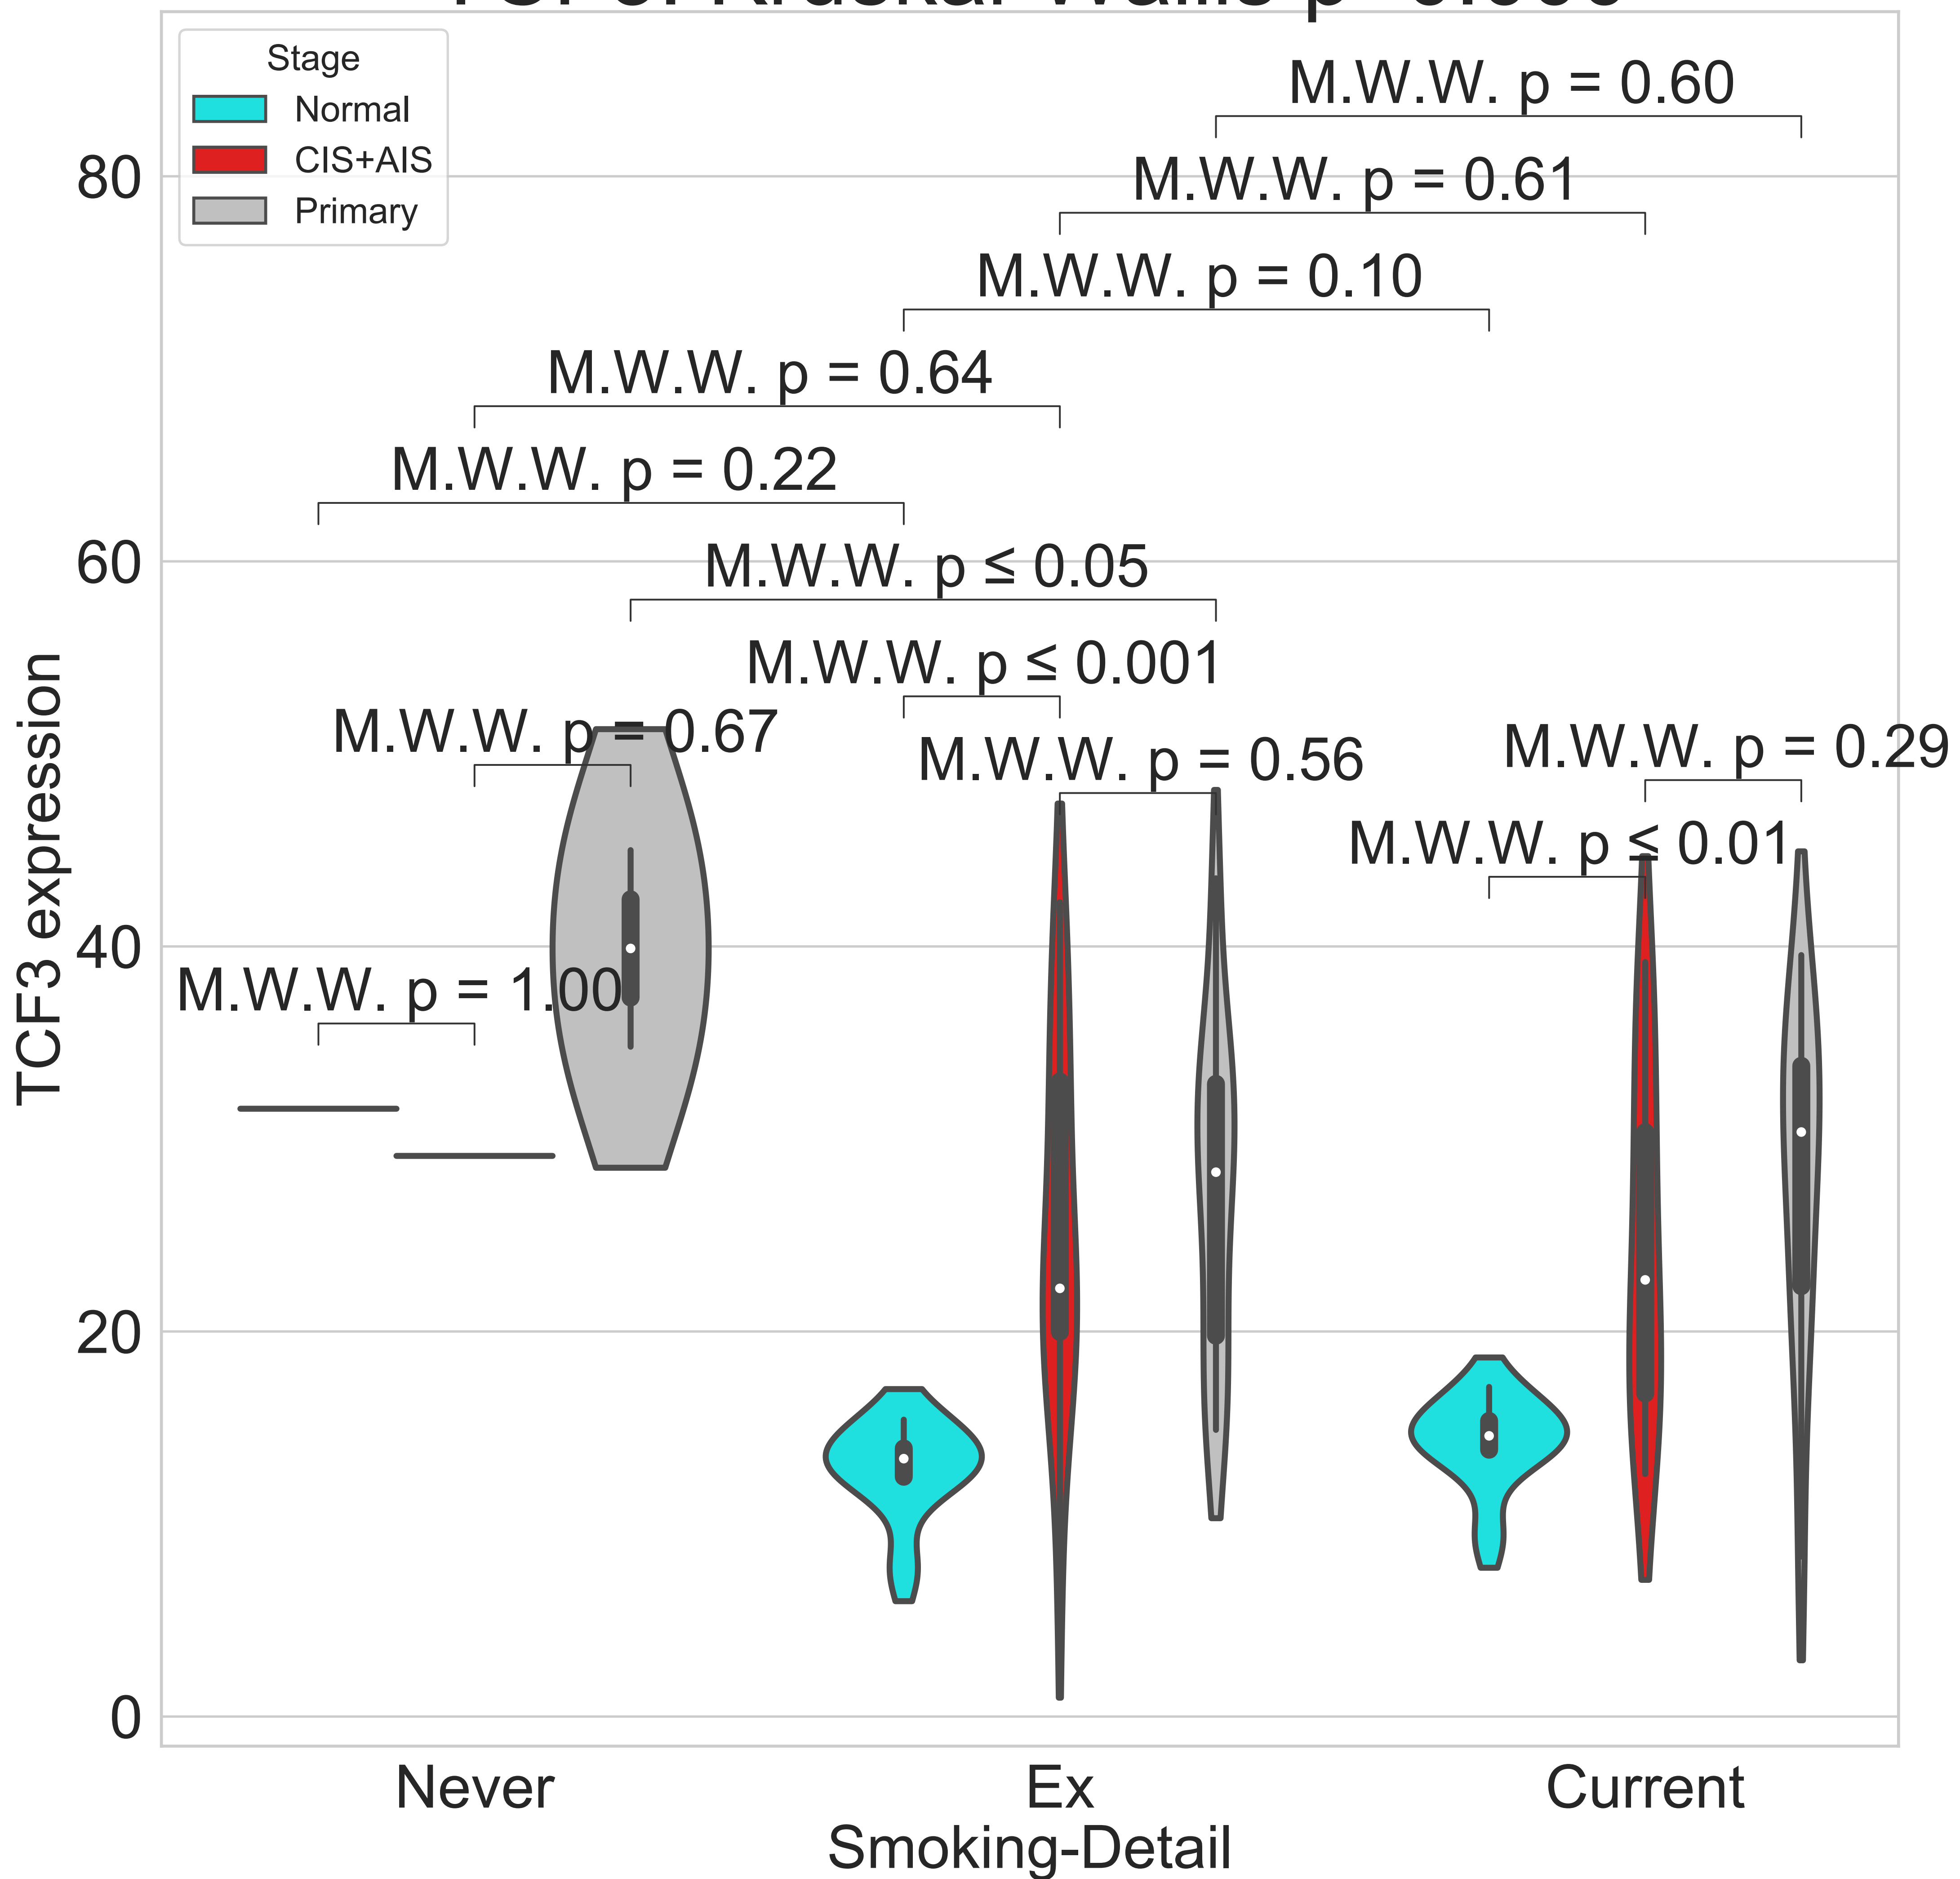 Stage
Normal
CIS+AIS
Primary
M.W.W. p = 0.60
M.W.W. p = 0.61
M.W.W. p = 0.10
M.W.W. p = 0.64
M.W.W. p = 0.22
M.W.W. p ≤ 0.05
M.W.W. p ≤ 0.001
M.W.W. p = 0.67
M.W.W. p = 0.56
M.W.W. p = 0.29
M.W.W. p ≤ 0.01
M.W.W. p = 1.00
80
60
40
20
0
TCF3 expression
Never
Ex
Current
Smoking-Detail